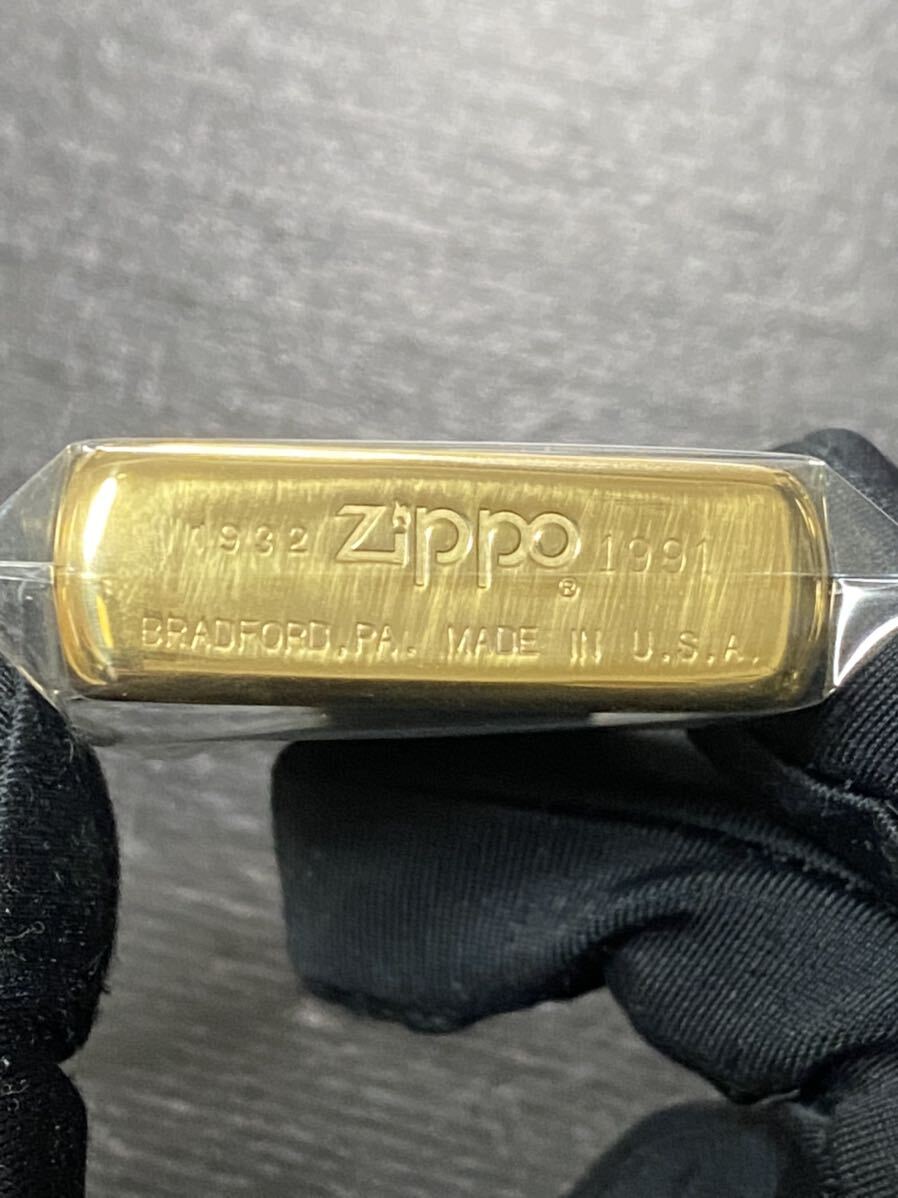 1932 Zippo® 1991
BRADFORD, PA. MADE IN U.S.A.